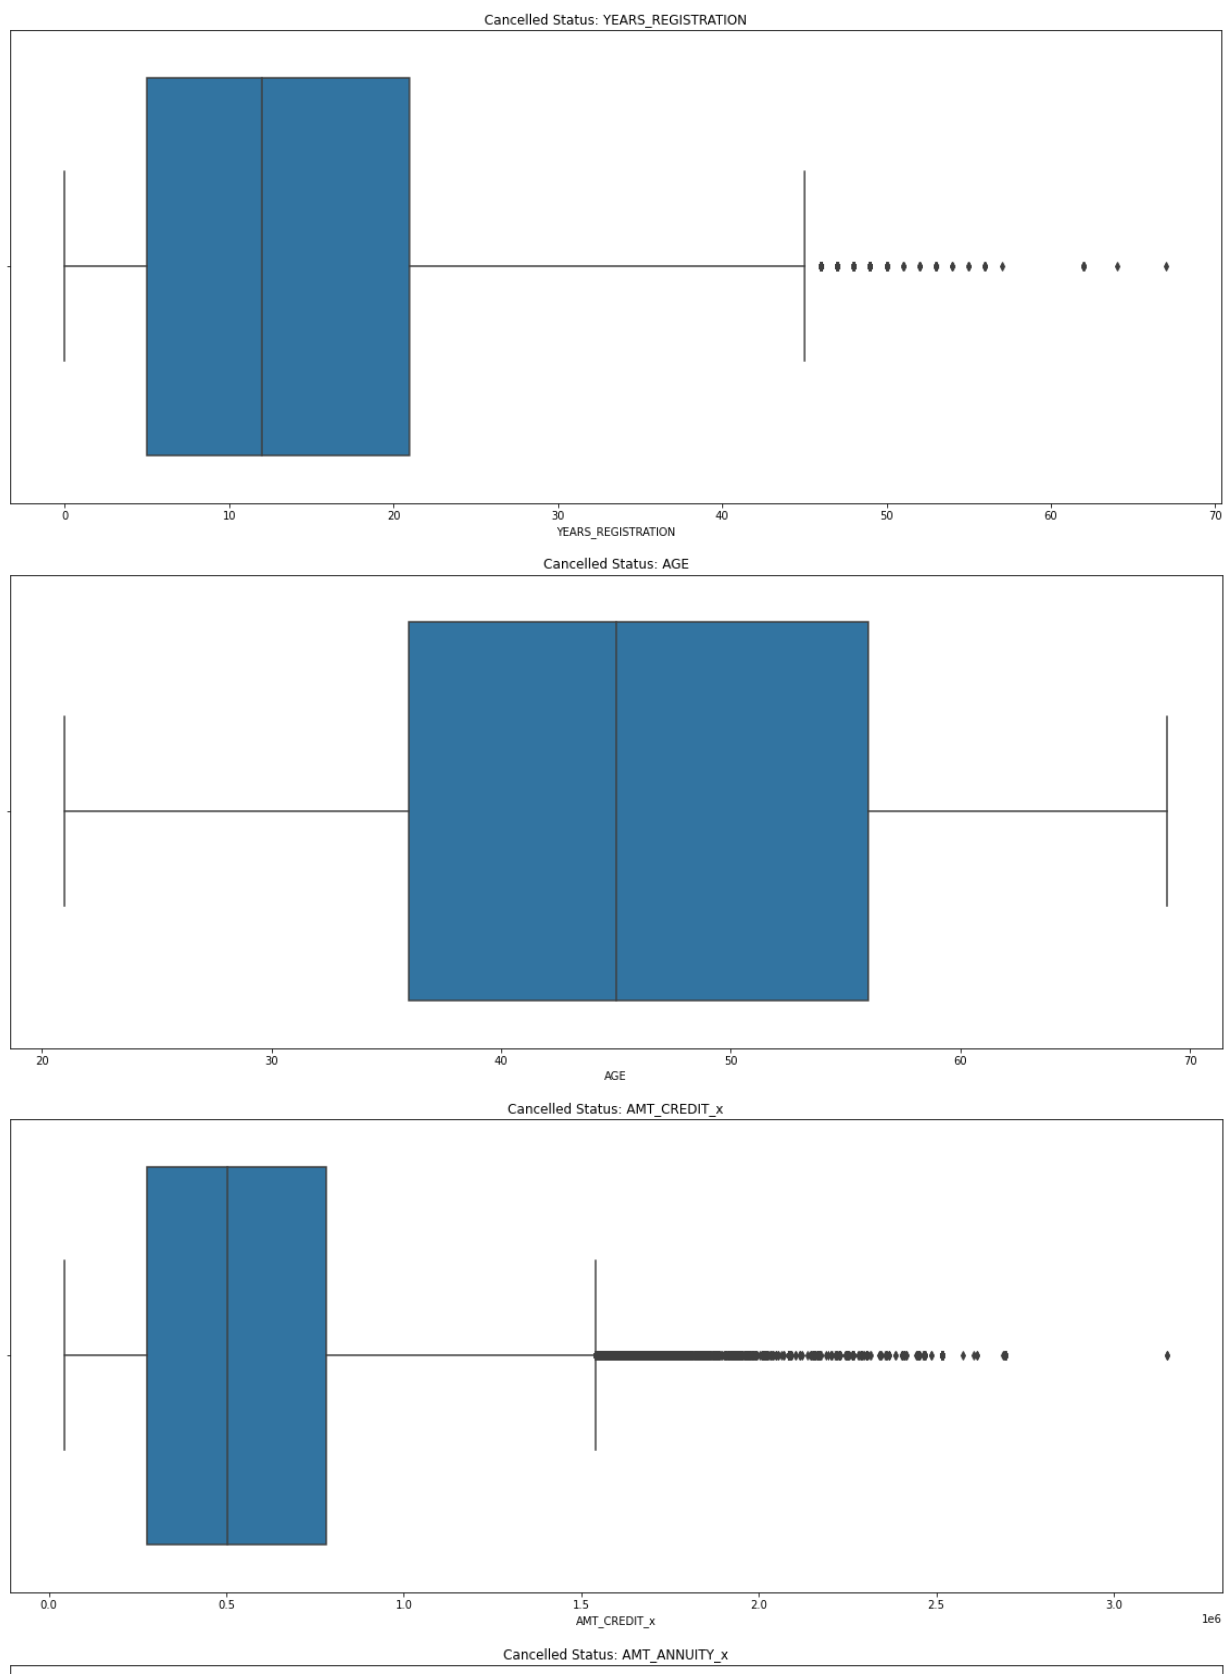 Cancelled Status: YEARS_REGISTRATION
0 10 20 30 40 50 60 70
YEARS_REGISTRATION
Cancelled Status: AGE
20 30 40 50 60 70
AGE
Cancelled Status: AMT_CREDIT_x
0.0 0.5 1.0 1.5 2.0 2.5 3.0
AMT_CREDIT_x 1e6
Cancelled Status: AMT_ANNUITY_x